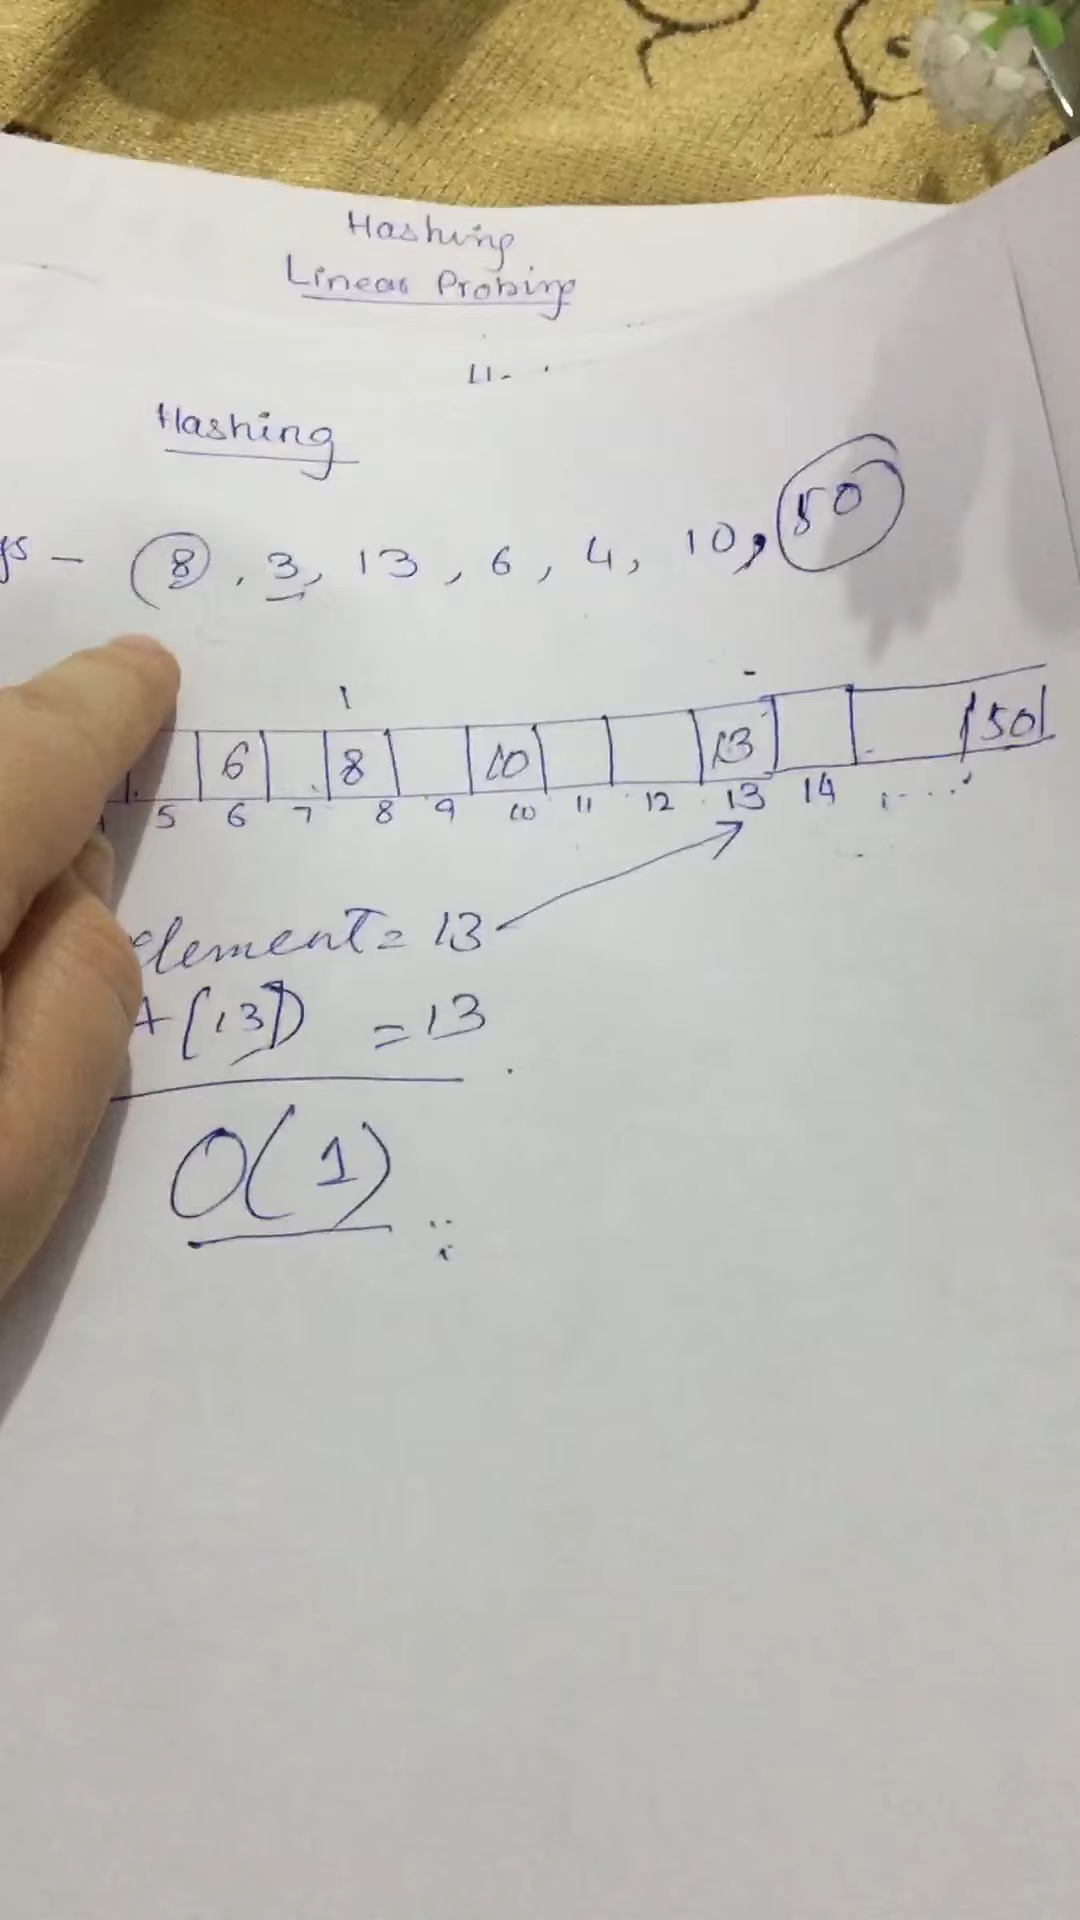 Hashing
Linear Probing
Hashing
ys - 8, 3, 13, 6, 4, 10, 50
6 8 10 13 50
5 6 7 8 9 10 11 12 13 14 .....
element = 13
A[13] = 13
O(1)